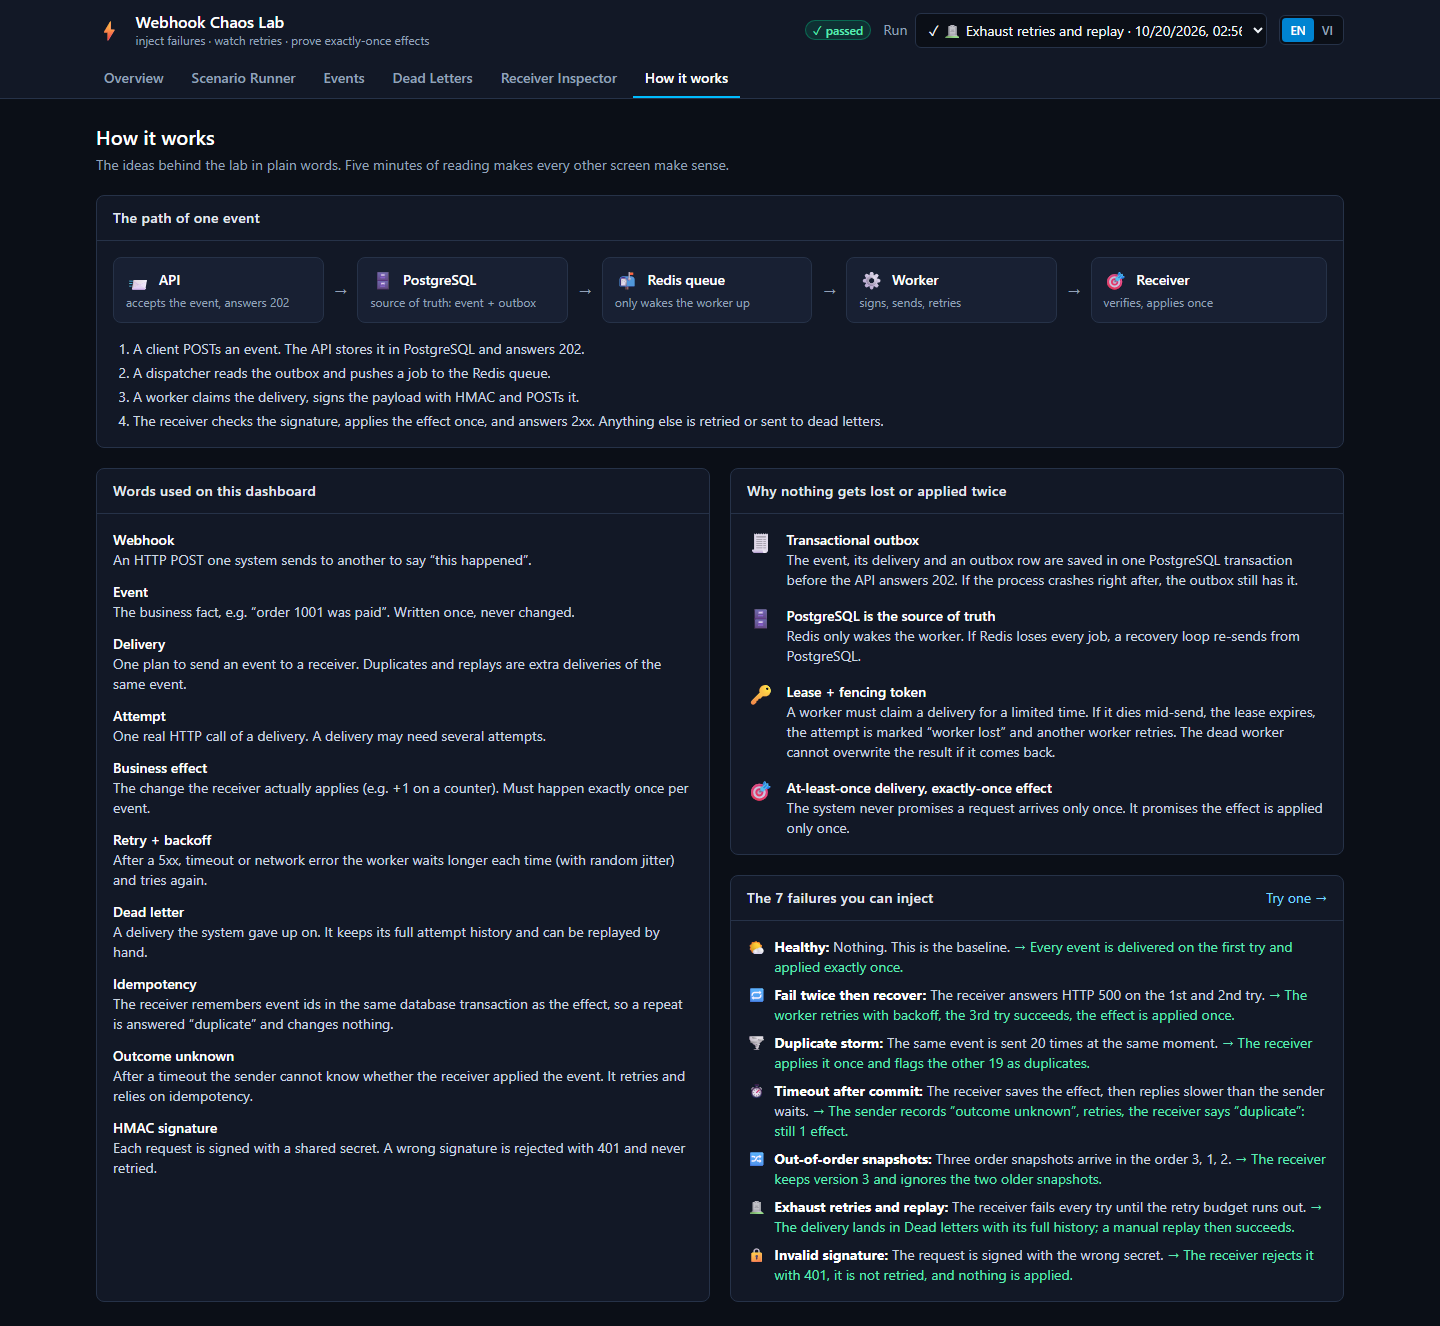 Webhook Chaos Lab
inject failures · watch retries · prove exactly-once effects
✓ passed
Run
✓ Exhaust retries and replay · 10/20/2026, 02:56
EN
VI
Overview
Scenario Runner
Events
Dead Letters
Receiver Inspector
How it works
How it works
The ideas behind the lab in plain words. Five minutes of reading makes every other screen make sense.
The path of one event
API
accepts the event, answers 202
→
PostgreSQL
source of truth: event + outbox
→
Redis queue
only wakes the worker up
→
Worker
signs, sends, retries
→
Receiver
verifies, applies once
1. A client POSTs an event. The API stores it in PostgreSQL and answers 202.
2. A dispatcher reads the outbox and pushes a job to the Redis queue.
3. A worker claims the delivery, signs the payload with HMAC and POSTs it.
4. The receiver checks the signature, applies the effect once, and answers 2xx. Anything else is retried or sent to dead letters.
Words used on this dashboard
Webhook
An HTTP POST one system sends to another to say “this happened”.
Event
The business fact, e.g. “order 1001 was paid”. Written once, never changed.
Delivery
One plan to send an event to a receiver. Duplicates and replays are extra deliveries of the
same event.
Attempt
One real HTTP call of a delivery. A delivery may need several attempts.
Business effect
The change the receiver actually applies (e.g. +1 on a counter). Must happen exactly once per
event.
Retry + backoff
After a 5xx, timeout or network error the worker waits longer each time (with random jitter)
and tries again.
Dead letter
A delivery the system gave up on. It keeps its full attempt history and can be replayed by
hand.
Idempotency
The receiver remembers event ids in the same database transaction as the effect, so a repeat
is answered “duplicate” and changes nothing.
Outcome unknown
After a timeout the sender cannot know whether the receiver applied the event. It retries and
relies on idempotency.
HMAC signature
Each request is signed with a shared secret. A wrong signature is rejected with 401 and never
retried.
Why nothing gets lost or applied twice
Transactional outbox
The event, its delivery and an outbox row are saved in one PostgreSQL transaction
before the API answers 202. If the process crashes right after, the outbox still has it.
PostgreSQL is the source of truth
Redis only wakes the worker. If Redis loses every job, a recovery loop re-sends from
PostgreSQL.
Lease + fencing token
A worker must claim a delivery for a limited time. If it dies mid-send, the lease expires,
the attempt is marked “worker lost” and another worker retries. The dead worker
cannot overwrite the result if it comes back.
At-least-once delivery, exactly-once effect
The system never promises a request arrives only once. It promises the effect is applied
only once.
The 7 failures you can inject
Try one →
Healthy: Nothing. This is the baseline. → Every event is delivered on the first try and
applied exactly once.
Fail twice then recover: The receiver answers HTTP 500 on the 1st and 2nd try. → The
worker retries with backoff, the 3rd try succeeds, the effect is applied once.
Duplicate storm: The same event is sent 20 times at the same moment. → The receiver
applies it once and flags the other 19 as duplicates.
Timeout after commit: The receiver saves the effect, then replies slower than the sender
waits. → The sender records “outcome unknown”, retries, the receiver says “duplicate”:
still 1 effect.
Out-of-order snapshots: Three order snapshots arrive in the order 3, 1, 2. → The receiver
keeps version 3 and ignores the two older snapshots.
Exhaust retries and replay: The receiver fails every try until the retry budget runs out. →
The delivery lands in Dead letters with its full history; a manual replay then succeeds.
Invalid signature: The request is signed with the wrong secret. → The receiver rejects it
with 401, it is not retried, and nothing is applied.